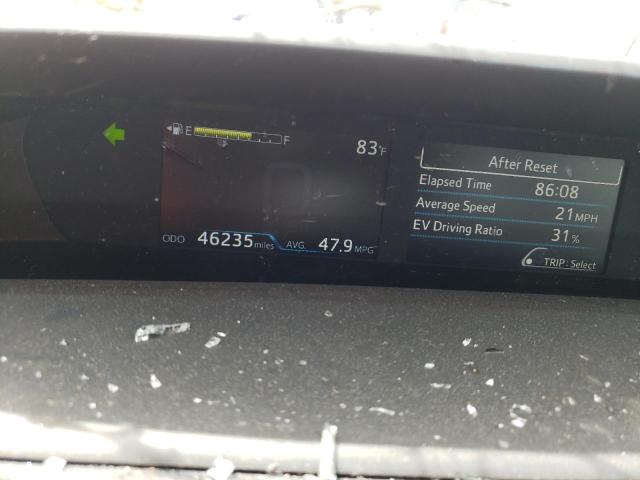 E F
83°F
ODO 46235 miles AVG. 47.9 MPG
After Reset
Elapsed Time 86:08
Average Speed 21 MPH
EV Driving Ratio 31%
TRIP : Select